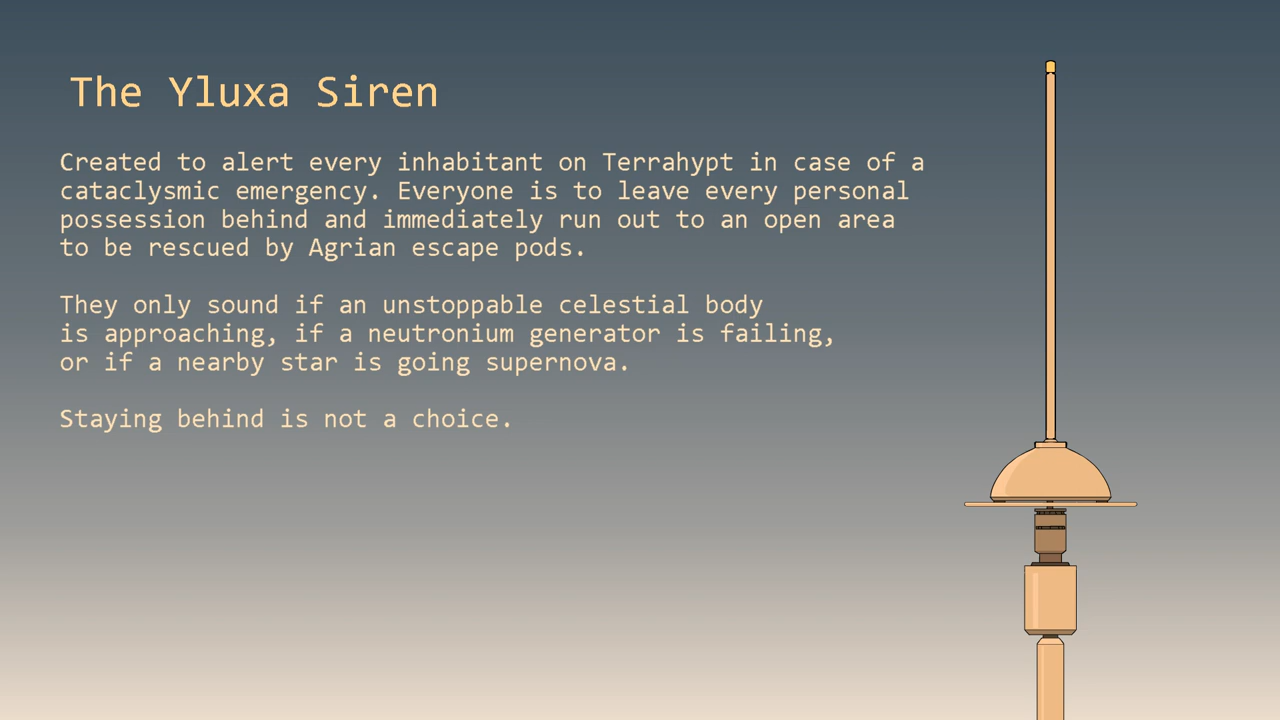 The Yluxa Siren
Created to alert every inhabitant on Terrahypt in case of a
cataclysmic emergency. Everyone is to leave every personal
possession behind and immediately run out to an open area
to be rescued by Agrian escape pods.
They only sound if an unstoppable celestial body
is approaching, if a neutronium generator is failing,
or if a nearby star is going supernova.
Staying behind is not a choice.